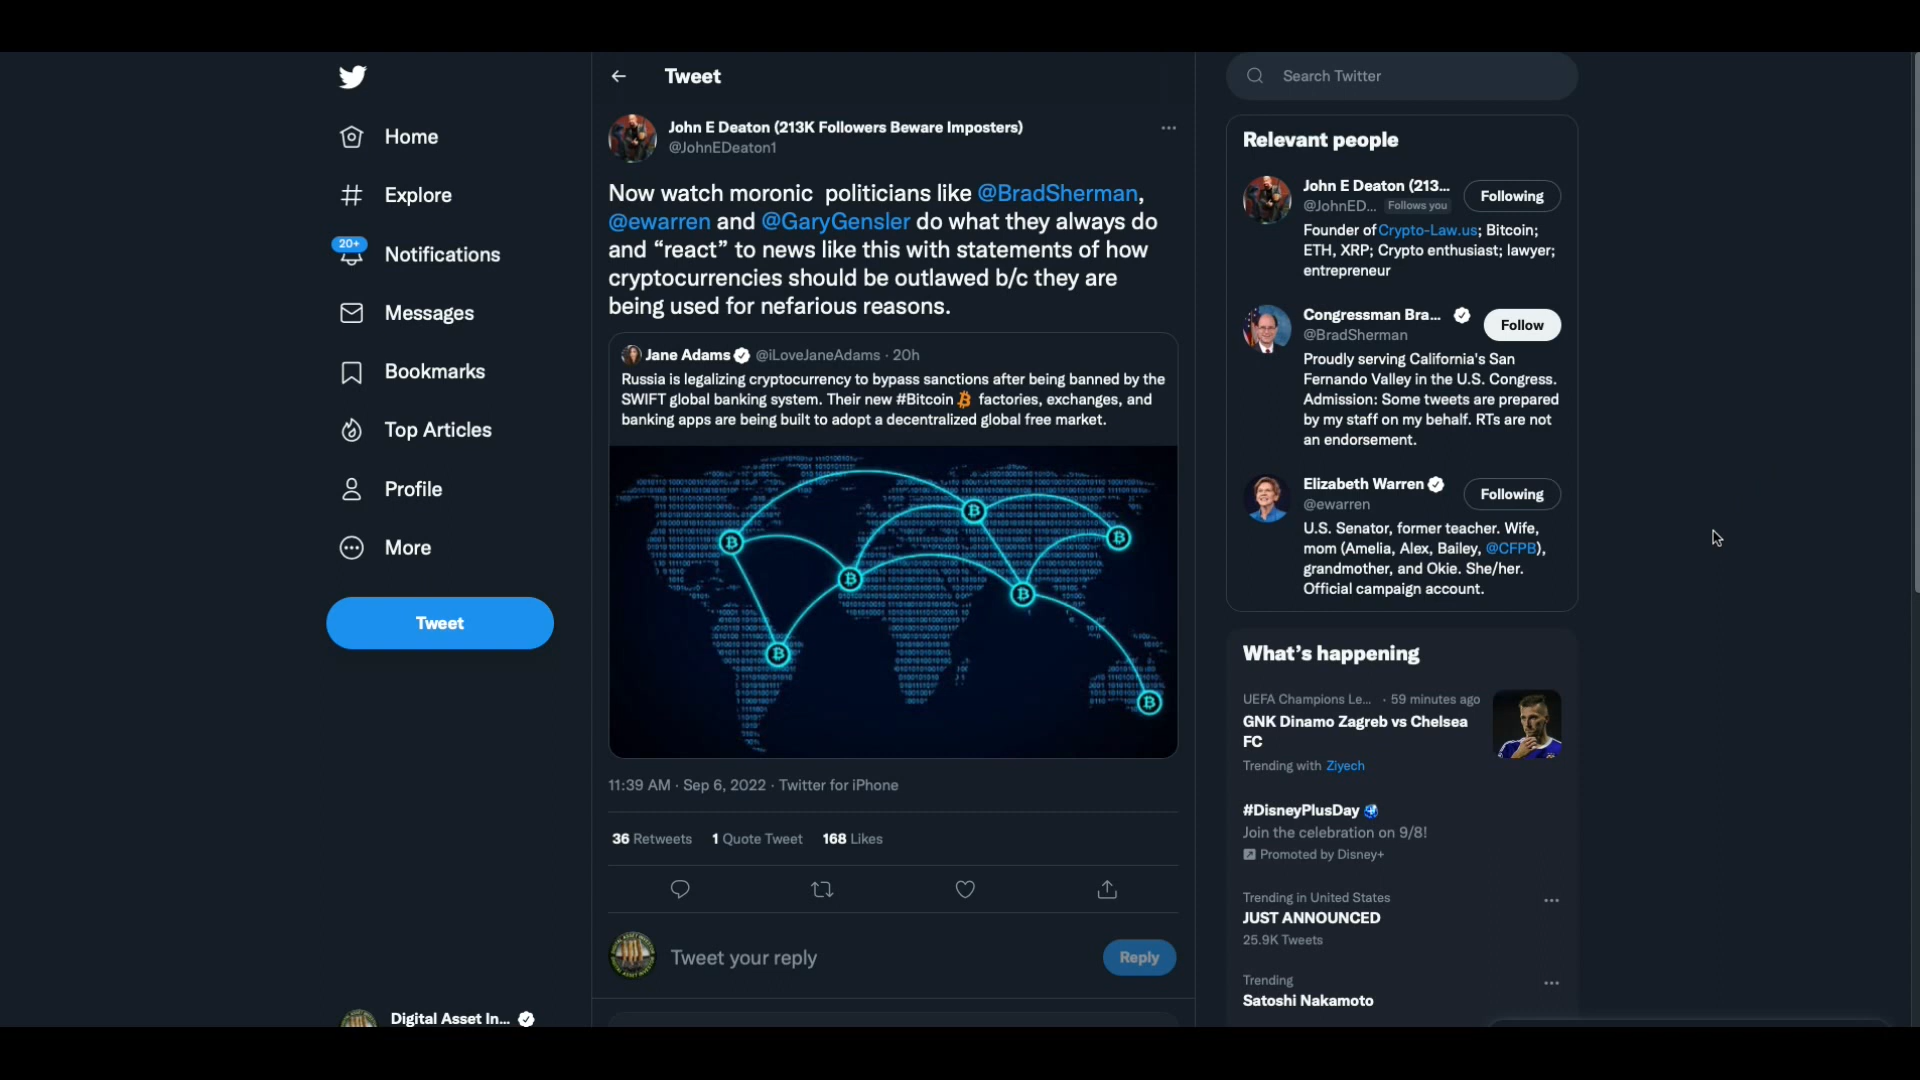 Home
Explore
20+
Notifications
Messages
Bookmarks
Top Articles
Profile
More
Tweet
Digital Asset In...
Tweet
John E Deaton (213K Followers Beware Imposters)
@JohnEDeaton1
Now watch moronic politicians like @BradSherman,
@ewarren and @GaryGensler do what they always do
and “react” to news like this with statements of how
cryptocurrencies should be outlawed b/c they are
being used for nefarious reasons.
Jane Adams @iLoveJaneAdams · 20h
Russia is legalizing cryptocurrency to bypass sanctions after being banned by the
SWIFT global banking system. Their new #Bitcoin factories, exchanges, and
banking apps are being built to adopt a decentralized global free market.
11:39 AM · Sep 6, 2022 · Twitter for iPhone
36 Retweets 1 Quote Tweet 168 Likes
Tweet your reply
Reply
Search Twitter
Relevant people
John E Deaton (213...
@JohnED... Follows you
Following
Founder of Crypto-Law.us; Bitcoin;
ETH, XRP; Crypto enthusiast; lawyer;
entrepreneur
Congressman Bra...
@BradSherman
Follow
Proudly serving California's San
Fernando Valley in the U.S. Congress.
Admission: Some tweets are prepared
by my staff on my behalf. RTs are not
an endorsement.
Elizabeth Warren
@ewarren
Following
U.S. Senator, former teacher. Wife,
mom (Amelia, Alex, Bailey, @CFPB),
grandmother, and Okie. She/her.
Official campaign account.
What’s happening
UEFA Champions Le... · 59 minutes ago
GNK Dinamo Zagreb vs Chelsea
FC
Trending with Ziyech
#DisneyPlusDay
Join the celebration on 9/8!
Promoted by Disney+
Trending in United States
JUST ANNOUNCED
25.9K Tweets
Trending
Satoshi Nakamoto